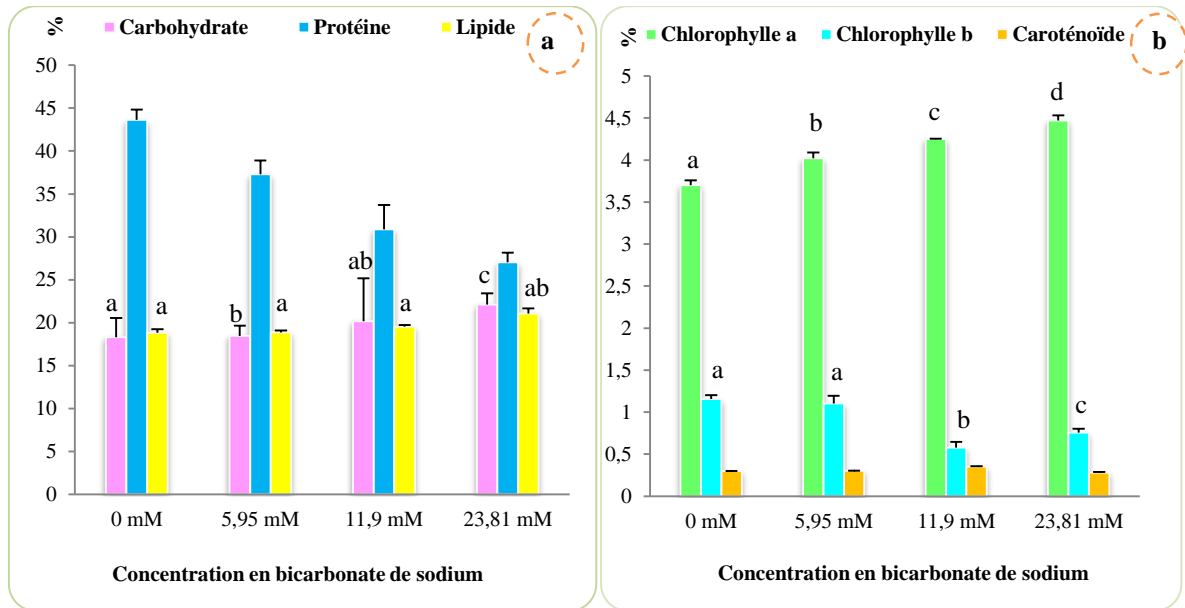 %
Carbohydrate Protéine Lipide
a
50
45
40
35
30
25
20
15
10
5
0
a a
b a
ab a
c ab
0 mM 5,95 mM 11,9 mM 23,81 mM
Concentration en bicarbonate de sodium
%
Chlorophylle a Chlorophylle b Caroténoïde
b
5
4,5
4
3,5
3
2,5
2
1,5
1
0,5
0
a b c d
a a b c
0 mM 5,95 mM 11,9 mM 23,81 mM
Concentration en bicarbonate de sodium